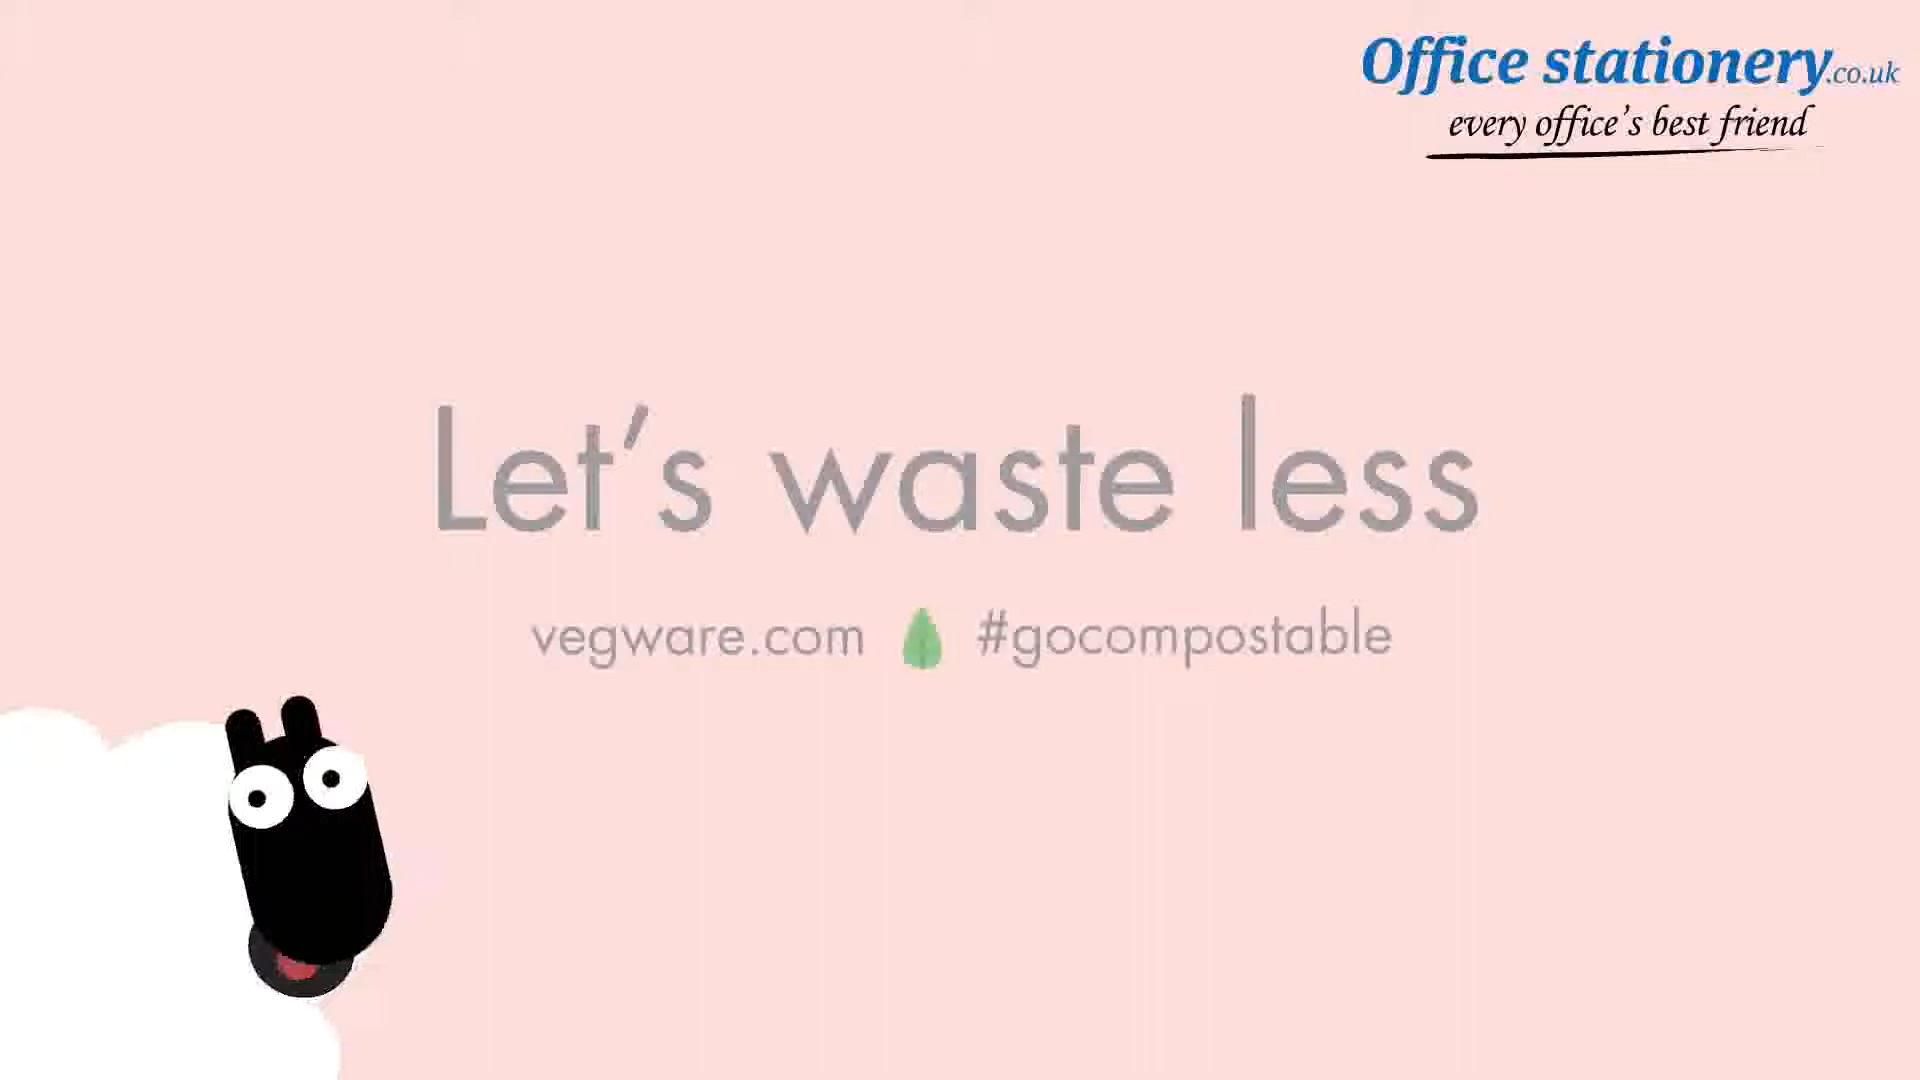 Office stationery.co.uk
every office's best friend
Let's waste less
vegware.com #gocompostable